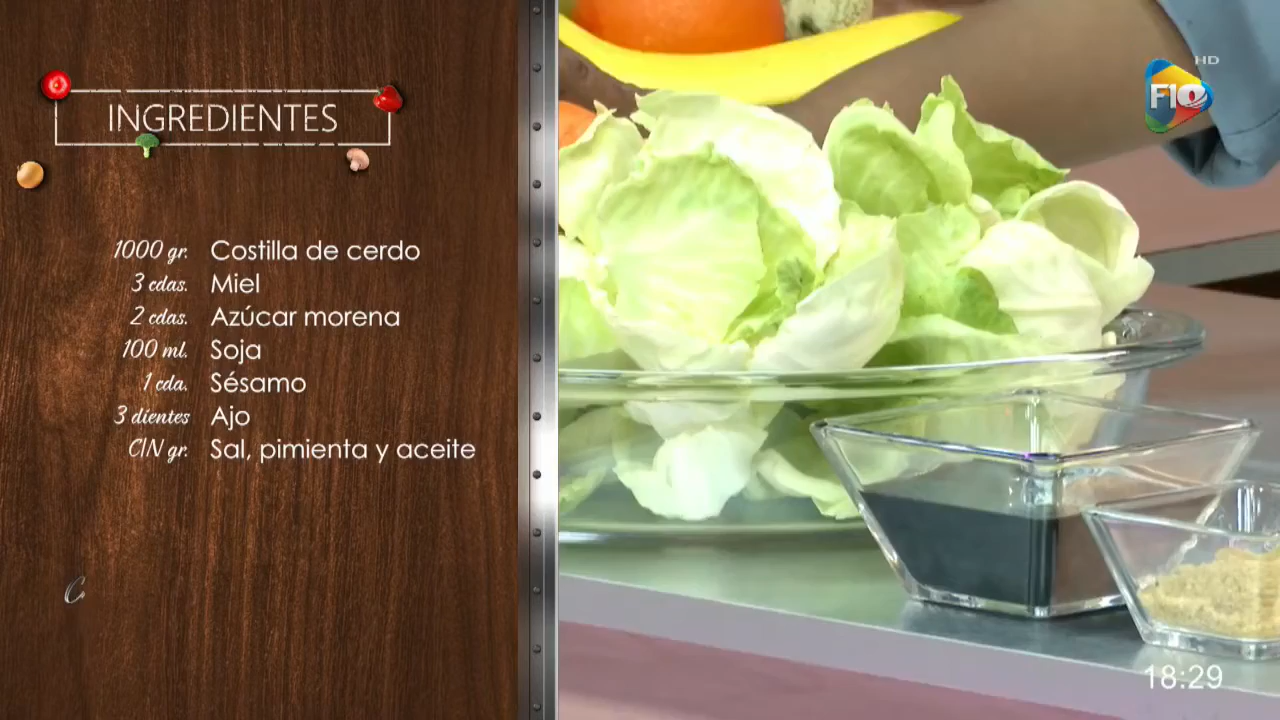 INGREDIENTES
1000 gr. Costilla de cerdo
3 cdas. Miel
2 cdas. Azúcar morena
100 ml. Soja
1 cda. Sésamo
3 dientes Ajo
C/N gr. Sal, pimienta y aceite
C
HD
F10
18:29